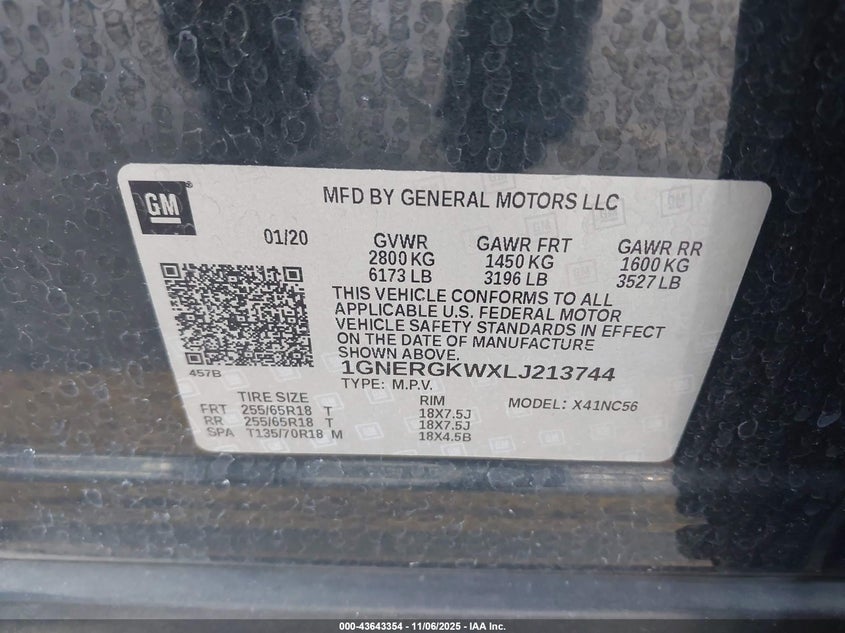 GM
MFD BY GENERAL MOTORS LLC
01/20 GVWR GAWR FRT GAWR RR
2800 KG 1450 KG 1600 KG
6173 LB 3196 LB 3527 LB
THIS VEHICLE CONFORMS TO ALL
APPLICABLE U.S. FEDERAL MOTOR
VEHICLE SAFETY STANDARDS IN EFFECT
ON THE DATE OF MANUFACTURE
SHOWN ABOVE.
457B
1GNERGKWXLJ213744
TYPE: M.P.V. MODEL: X41NC56
TIRE SIZE RIM
FRT 255/65R18 T 18X7.5J
RR 255/65R18 T 18X7.5J
SPA T135/70R18 M 18X4.5B
000-43643354 - 11/06/2025 - IAA Inc.